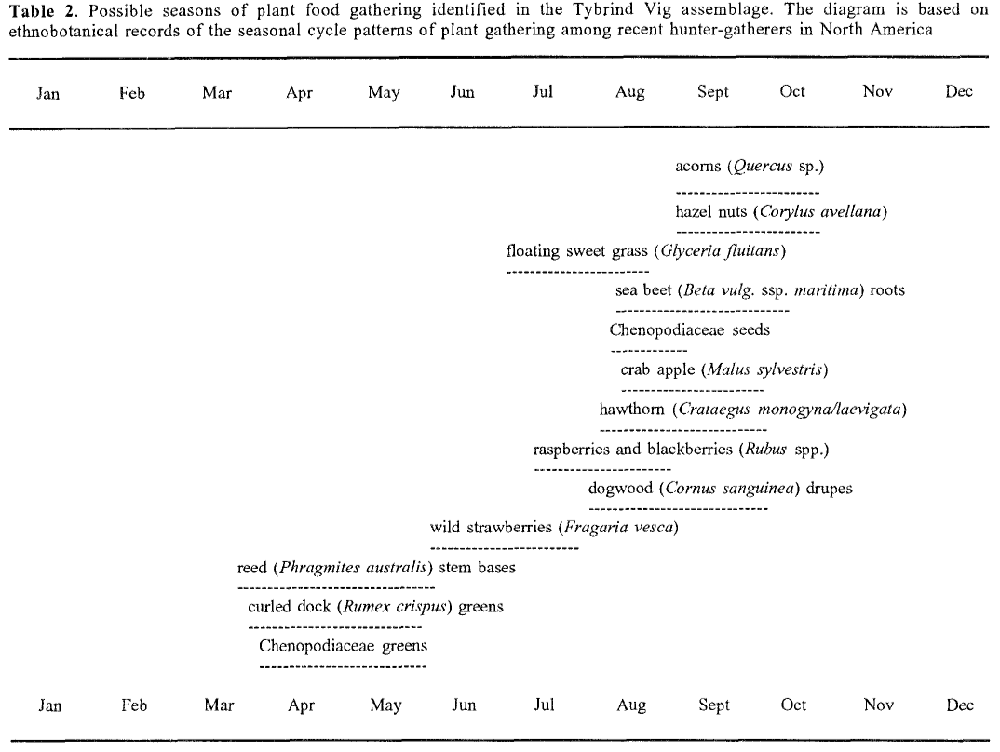 Table 2. Possible seasons of plant food gathering identified in the Tybrind Vig assemblage. The diagram is based on
ethnobotanical records of the seasonal cycle patterns of plant gathering among recent hunter-gatherers in North America
Jan Feb Mar Apr May Jun Jul Aug Sept Oct Nov Dec
acorns (Quercus sp.)
hazel nuts (Corylus avellana)
floating sweet grass (Glyceria fluitans)
sea beet (Beta vulg. ssp. maritima) roots
Chenopodiaceae seeds
crab apple (Malus sylvestris)
hawthorn (Crataegus monogyna/laevigata)
raspberries and blackberries (Rubus spp.)
dogwood (Cornus sanguinea) drupes
wild strawberries (Fragaria vesca)
reed (Phragmites australis) stem bases
curled dock (Rumex crispus) greens
Chenopodiaceae greens
Jan Feb Mar Apr May Jun Jul Aug Sept Oct Nov Dec